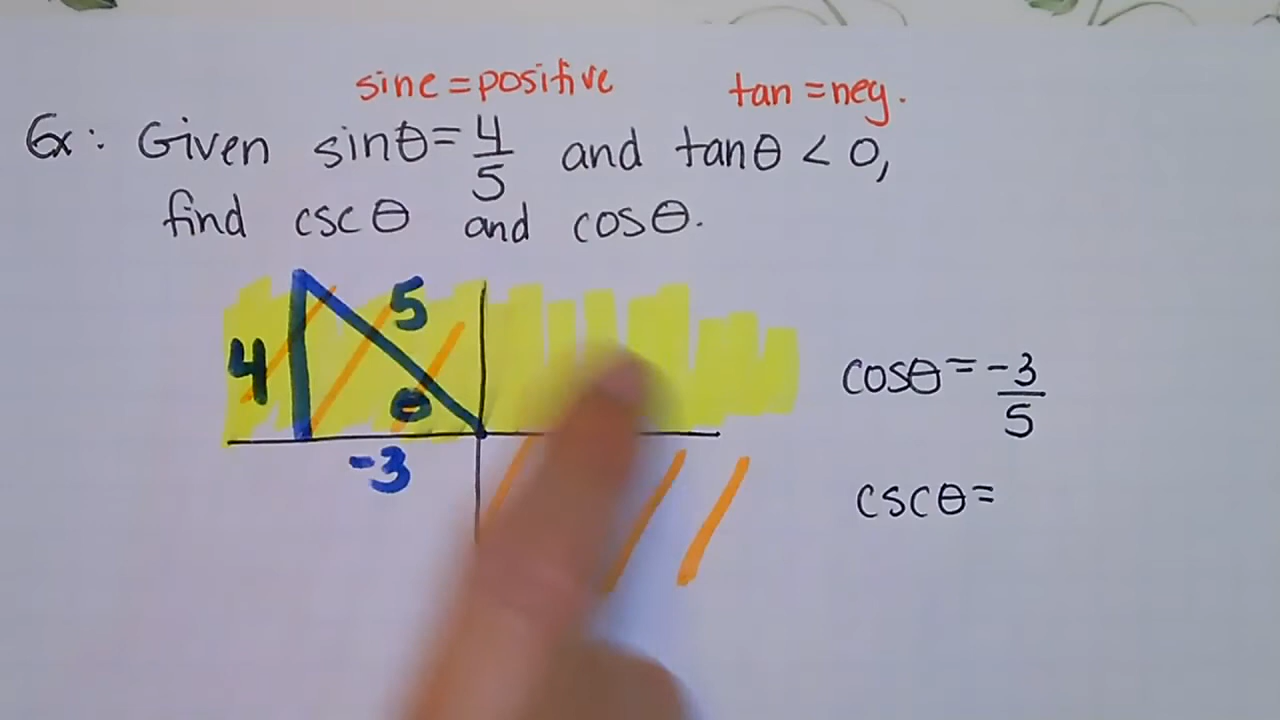 sine = positive tan = neg.
Ex: Given sinθ = 4/5 and tanθ < 0,
find cscθ and cosθ.
5
4
θ
-3
cosθ = -3/5
cscθ =